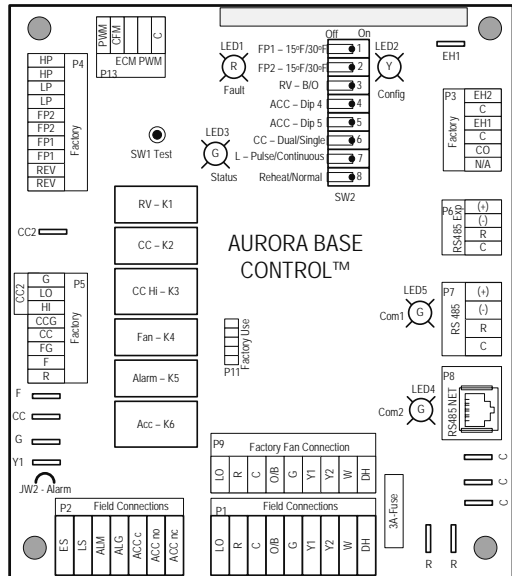 PWM
CFM
C
ECM PWM
P13
P4
HP
HP
LP
LP
FP2
FP2
FP1
FP1
REV
REV
Factory
SW1 Test
LED1
R
Fault
LED3
G
Status
Off On
FP1 – 15ºF/30ºF 1
FP2 – 15ºF/30ºF 2
RV – B/O 3
ACC – Dip 4 4
ACC – Dip 5 5
CC – Dual/Single 6
L – Pulse/Continuous 7
Reheat/Normal 8
SW2
LED2
Y
Config
EH1
P3
EH2
C
EH1
C
CO
N/A
Factory
P6
RS485 Exp
(+)
(-)
R
C
CC2
RV – K1
CC – K2
CC Hi – K3
Fan – K4
Alarm – K5
Acc – K6
AURORA BASE
CONTROL™
CC2
P5
G
LO
HI
CCG
CC
FG
F
R
Factory
Factory Use
P11
LED5
Com1 G
P7
RS 485
(+)
(-)
R
C
LED4
Com2 G
P8
RS485 NET
F
CC
G
Y1
JW2 - Alarm
P9 Factory Fan Connection
LO R C O/B G Y1 Y2 W DH
C
C
C
3A-Fuse
P2 Field Connections
ES LS ALM ALG ACC c ACC no ACC nc
P1 Field Connections
LO R C O/B G Y1 Y2 W DH
R R